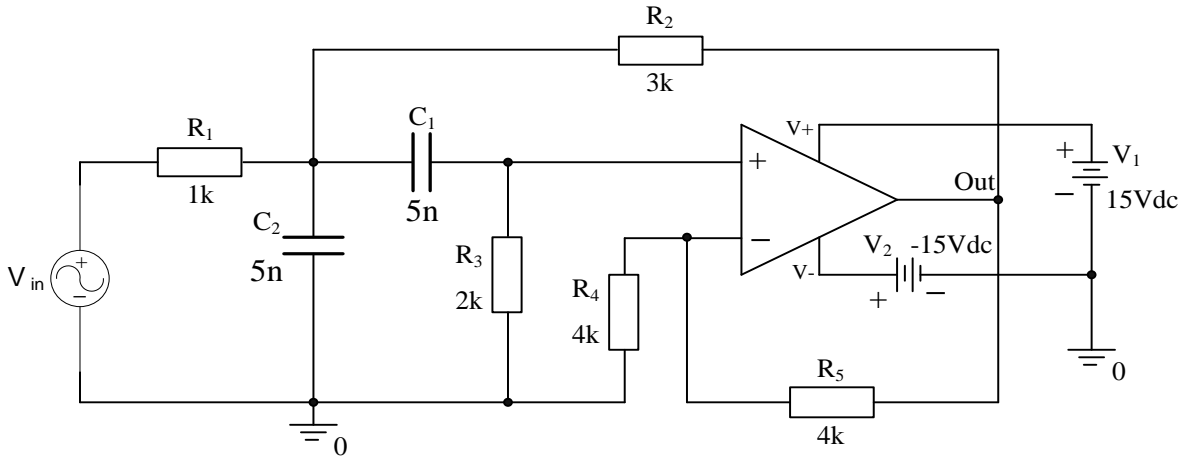 R2
3k
C1
V+
R1
+
+
V1
1k
5n
Out
−
15Vdc
C2
−
V2
-15Vdc
R3
V-
Vin
+
−
5n
R4
+
−
2k
4k
R5
0
4k
0